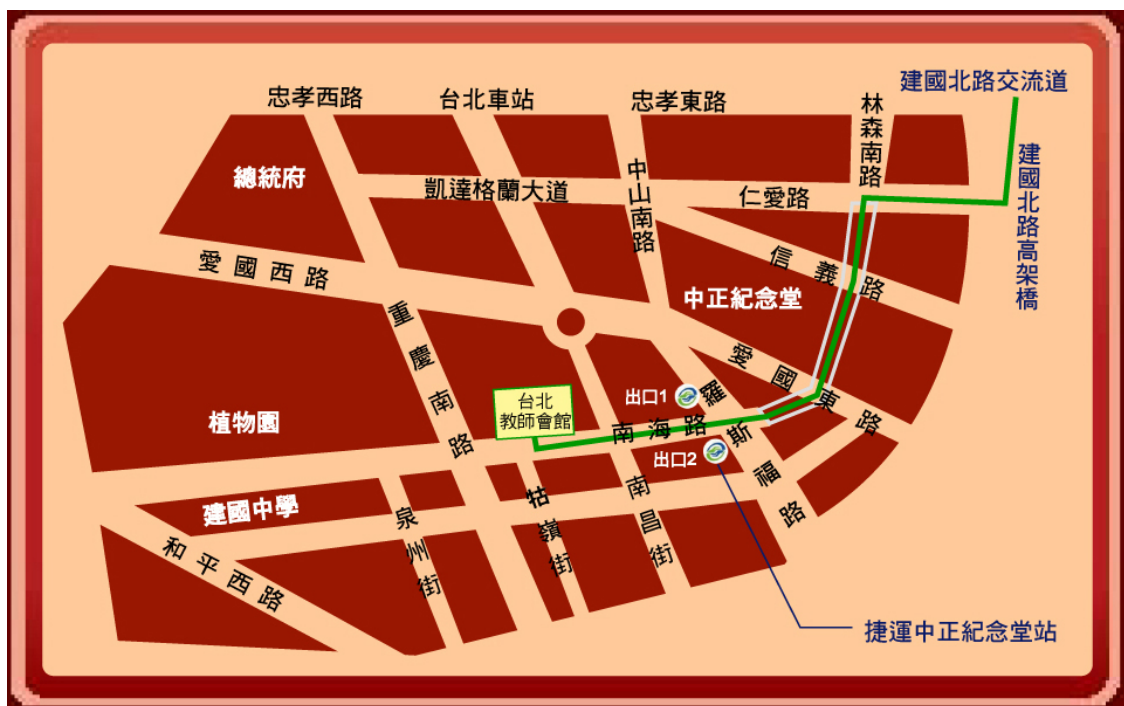 建國北路交流道
忠孝西路
台北車站
忠孝東路
林森南路
建國北路高架橋
總統府
凱達格蘭大道
中山南路
仁愛路
愛國西路
信義路
中正紀念堂
重慶南路
愛國東路
植物園
台北
教師會館
出口1
羅斯福路
南海路
出口2
建國中學
牯嶺街
南昌街
泉州街
和平西路
捷運中正紀念堂站